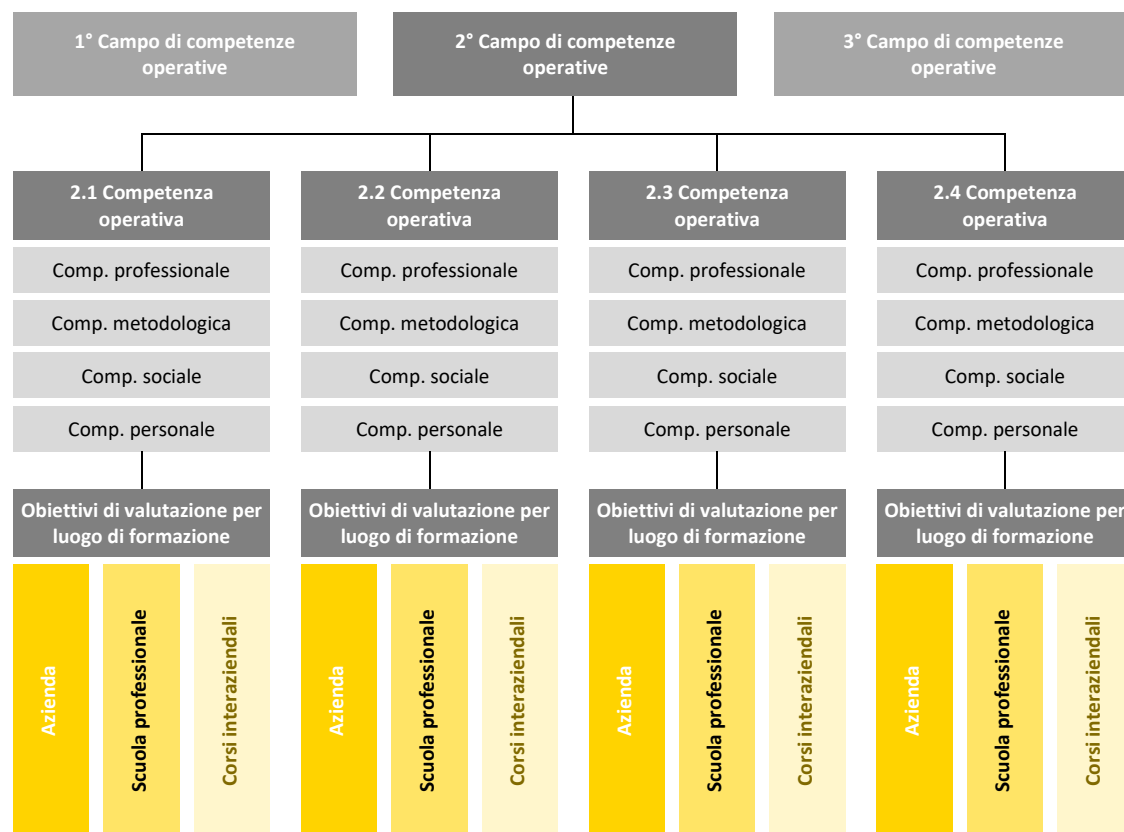 1° Campo di competenze
operative
2° Campo di competenze
operative
3° Campo di competenze
operative
2.1 Competenza
operativa
2.2 Competenza
operativa
2.3 Competenza
operativa
2.4 Competenza
operativa
Comp. professionale
Comp. professionale
Comp. professionale
Comp. professionale
Comp. metodologica
Comp. metodologica
Comp. metodologica
Comp. metodologica
Comp. sociale
Comp. sociale
Comp. sociale
Comp. sociale
Comp. personale
Comp. personale
Comp. personale
Comp. personale
Obiettivi di valutazione per
luogo di formazione
Obiettivi di valutazione per
luogo di formazione
Obiettivi di valutazione per
luogo di formazione
Obiettivi di valutazione per
luogo di formazione
Azienda
Scuola professionale
Corsi interaziendali
Azienda
Scuola professionale
Corsi interaziendali
Azienda
Scuola professionale
Corsi interaziendali
Azienda
Scuola professionale
Corsi interaziendali